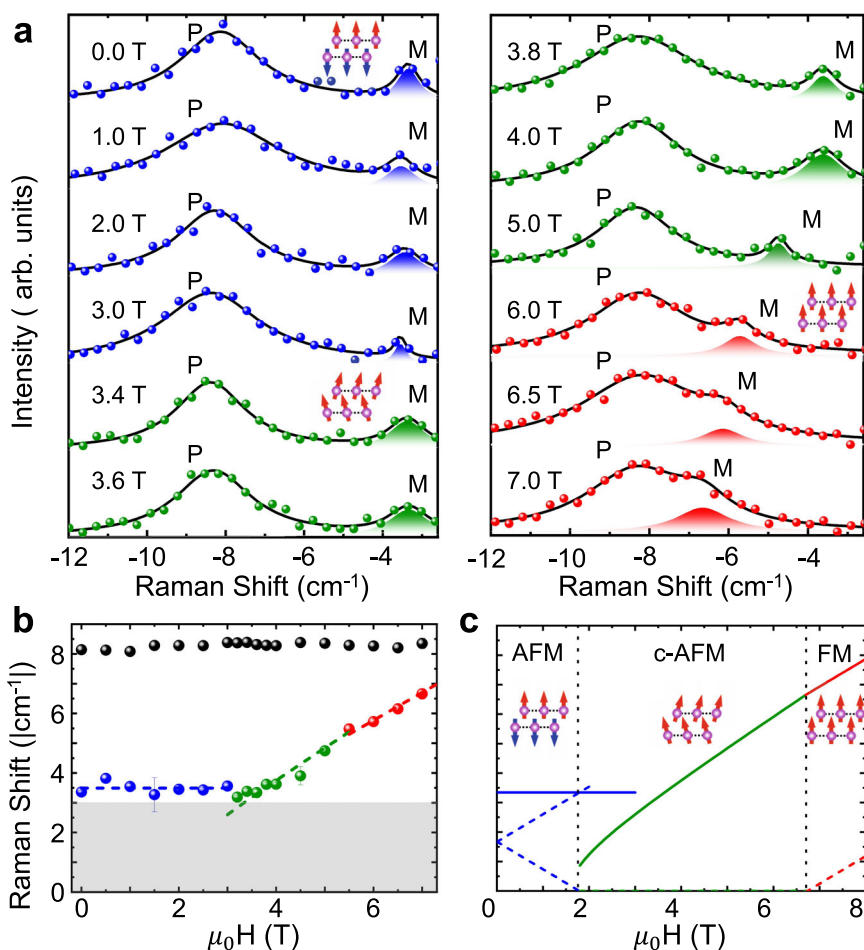 a
Intensity ( arb. units)
0.0 T P M
1.0 T P M
2.0 T P M
3.0 T P M
3.4 T P M
3.6 T P M
-12 -10 -8 -6 -4
Raman Shift (cm⁻¹)
3.8 T P M
4.0 T P M
5.0 T P M
6.0 T P M
6.5 T P M
7.0 T P M
-12 -10 -8 -6 -4
Raman Shift (cm⁻¹)
b
Raman Shift (|cm⁻¹|)
8
6
4
2
0
0 2 4 6
μ₀H (T)
c
AFM c-AFM FM
0 2 4 6 8
μ₀H (T)